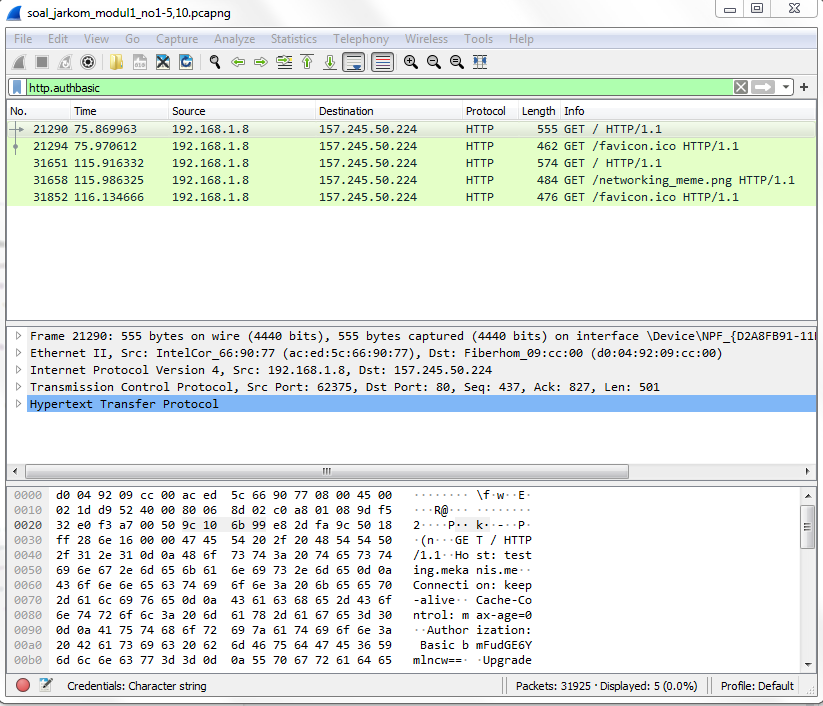 soal_jarkom_modul1_no1-5,10.pcapng
File Edit View Go Capture Analyze Statistics Telephony Wireless Tools Help
http.authbasic
No. Time Source Destination Protocol Length Info
21290 75.869963 192.168.1.8 157.245.50.224 HTTP 555 GET / HTTP/1.1
21294 75.970612 192.168.1.8 157.245.50.224 HTTP 462 GET /favicon.ico HTTP/1.1
31651 115.916332 192.168.1.8 157.245.50.224 HTTP 574 GET / HTTP/1.1
31658 115.986325 192.168.1.8 157.245.50.224 HTTP 484 GET /networking_meme.png HTTP/1.1
31852 116.134666 192.168.1.8 157.245.50.224 HTTP 476 GET /favicon.ico HTTP/1.1
Frame 21290: 555 bytes on wire (4440 bits), 555 bytes captured (4440 bits) on interface \Device\NPF_{D2A8FB91-11
Ethernet II, Src: IntelCor_66:90:77 (ac:ed:5c:66:90:77), Dst: Fiberhom_09:cc:00 (d0:04:92:09:cc:00)
Internet Protocol Version 4, Src: 192.168.1.8, Dst: 157.245.50.224
Transmission Control Protocol, Src Port: 62375, Dst Port: 80, Seq: 437, Ack: 827, Len: 501
Hypertext Transfer Protocol
0000 d0 04 92 09 cc 00 ac ed 5c 66 90 77 08 00 45 00 ········ \f·w··E·
0010 02 1d d9 52 40 00 80 06 8d 02 c0 a8 01 08 9d f5 ···R@··· ········
0020 32 e0 f3 a7 00 50 9c 10 6b 99 e8 2d fa 9c 50 18 2····P·· k··-··P·
0030 ff 28 6e 16 00 00 47 45 54 20 2f 20 48 54 54 50 ·(n···GE T / HTTP
0040 2f 31 2e 31 0d 0a 48 6f 73 74 3a 20 74 65 73 74 /1.1··Ho st: test
0050 69 6e 67 2e 6d 65 6b 61 6e 69 73 2e 6d 65 0d 0a ing.meka nis.me··
0060 43 6f 6e 6e 65 63 74 69 6f 6e 3a 20 6b 65 65 70 Connecti on: keep
0070 2d 61 6c 69 76 65 0d 0a 43 61 63 68 65 2d 43 6f -alive·· Cache-Co
0080 6e 74 72 6f 6c 3a 20 6d 61 78 2d 61 67 65 3d 30 ntrol: m ax-age=0
0090 0d 0a 41 75 74 68 6f 72 69 7a 61 74 69 6f 6e 3a ··Author ization:
00a0 20 42 61 73 69 63 20 62 6d 46 75 64 47 45 36 59 Basic b mFudGE6Y
00b0 6d 6c 6e 63 77 3d 3d 0d 0a 55 70 67 72 61 64 65 mlncw==· ·Upgrade
Credentials: Character string Packets: 31925 · Displayed: 5 (0.0%) Profile: Default